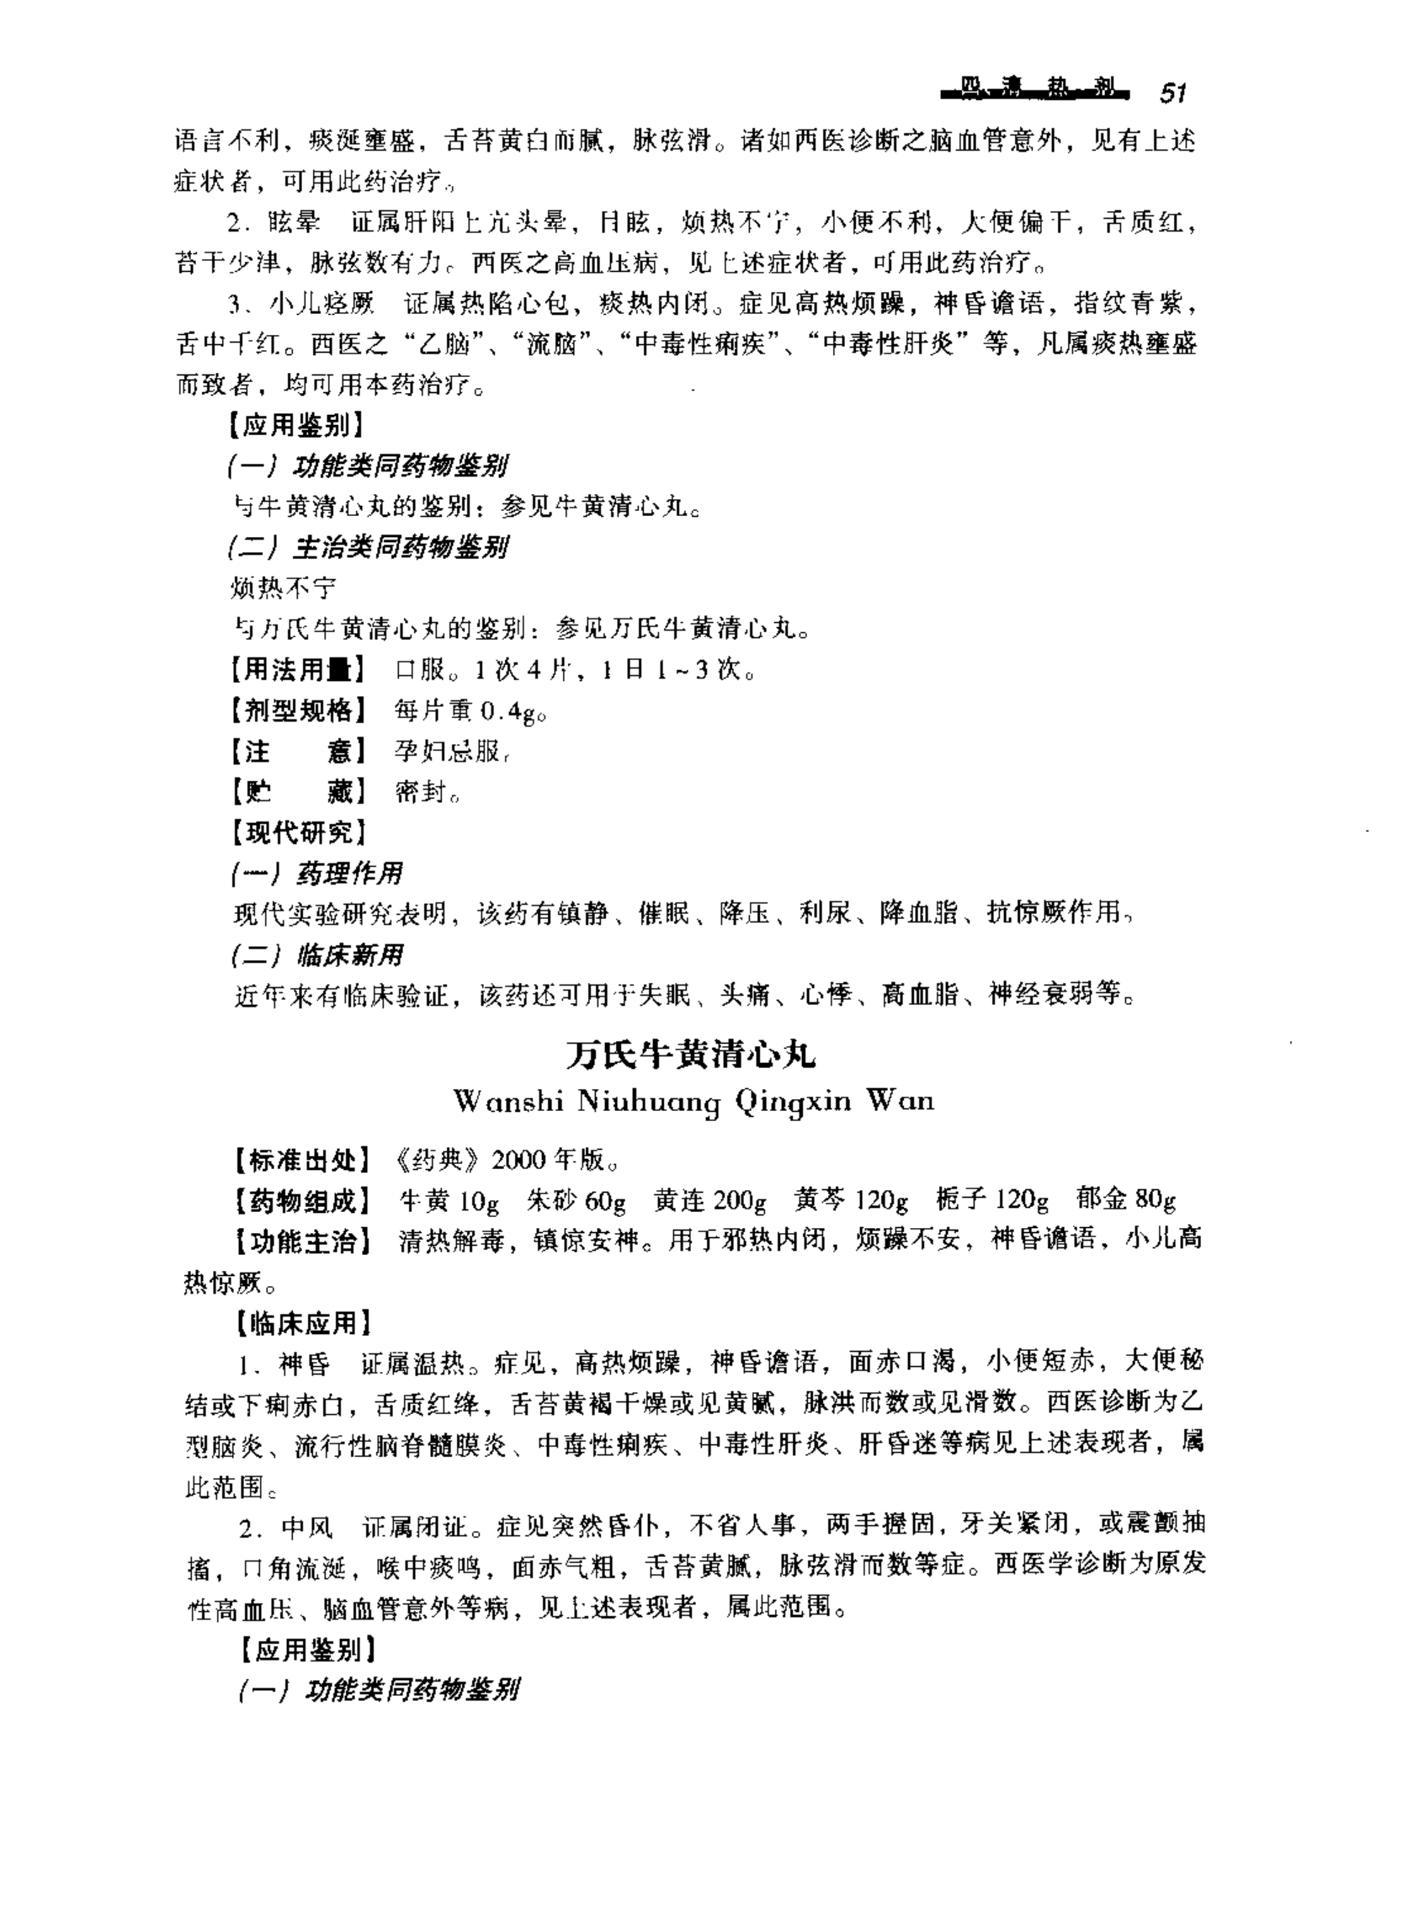 四、清热剂 51
语言不利，痰涎壅盛，舌苔黄白而腻，脉弦滑。诸如西医诊断之脑血管意外，见有上述
症状者，可用此药治疗。
2．眩晕　证属肝阳上亢头晕，目眩，烦热不宁，小便不利，大便偏干，舌质红，
苔干少津，脉弦数有力。西医之高血压病，见上述症状者，可用此药治疗。
3．小儿痉厥　证属热陷心包，痰热内闭。症见高热烦躁，神昏谵语，指纹青紫，
舌中干红。西医之“乙脑”、“流脑”、“中毒性痢疾”、“中毒性肝炎”等，凡属痰热壅盛
而致者，均可用本药治疗。
【应用鉴别】
(一）功能类同药物鉴别
与牛黄清心丸的鉴别：参见牛黄清心丸。
(二）主治类同药物鉴别
烦热不宁
与万氏牛黄清心丸的鉴别：参见万氏牛黄清心丸。
【用法用量】　口服。1次4片，1日1~3次。
【剂型规格】　每片重0.4g。
【注　　意】　孕妇忌服。
【贮　　藏】　密封。
【现代研究】
(一）药理作用
现代实验研究表明，该药有镇静、催眠、降压、利尿、降血脂、抗惊厥作用。
(二）临床新用
近年来有临床验证，该药还可用于失眠、头痛、心悸、高血脂、神经衰弱等。
万氏牛黄清心丸
Wanshi Niuhuang Qingxin Wan
【标准出处】《药典》2000年版。
【药物组成】　牛黄10g　朱砂60g　黄连200g　黄芩120g　栀子120g　郁金80g
【功能主治】　清热解毒，镇惊安神。用于邪热内闭，烦躁不安，神昏谵语，小儿高
热惊厥。
【临床应用】
1．神昏　证属温热。症见，高热烦躁，神昏谵语，面赤口渴，小便短赤，大便秘
结或下痢赤白，舌质红绛，舌苔黄褐干燥或见黄腻，脉洪而数或见滑数。西医诊断为乙
型脑炎、流行性脑脊髓膜炎、中毒性痢疾、中毒性肝炎、肝昏迷等病见上述表现者，属
此范围。
2．中风　证属闭证。症见突然昏仆，不省人事，两手握固，牙关紧闭，或震颤抽
搐，口角流涎，喉中痰鸣，面赤气粗，舌苔黄腻，脉弦滑而数等症。西医学诊断为原发
性高血压、脑血管意外等病，见上述表现者，属此范围。
【应用鉴别】
(一）功能类同药物鉴别